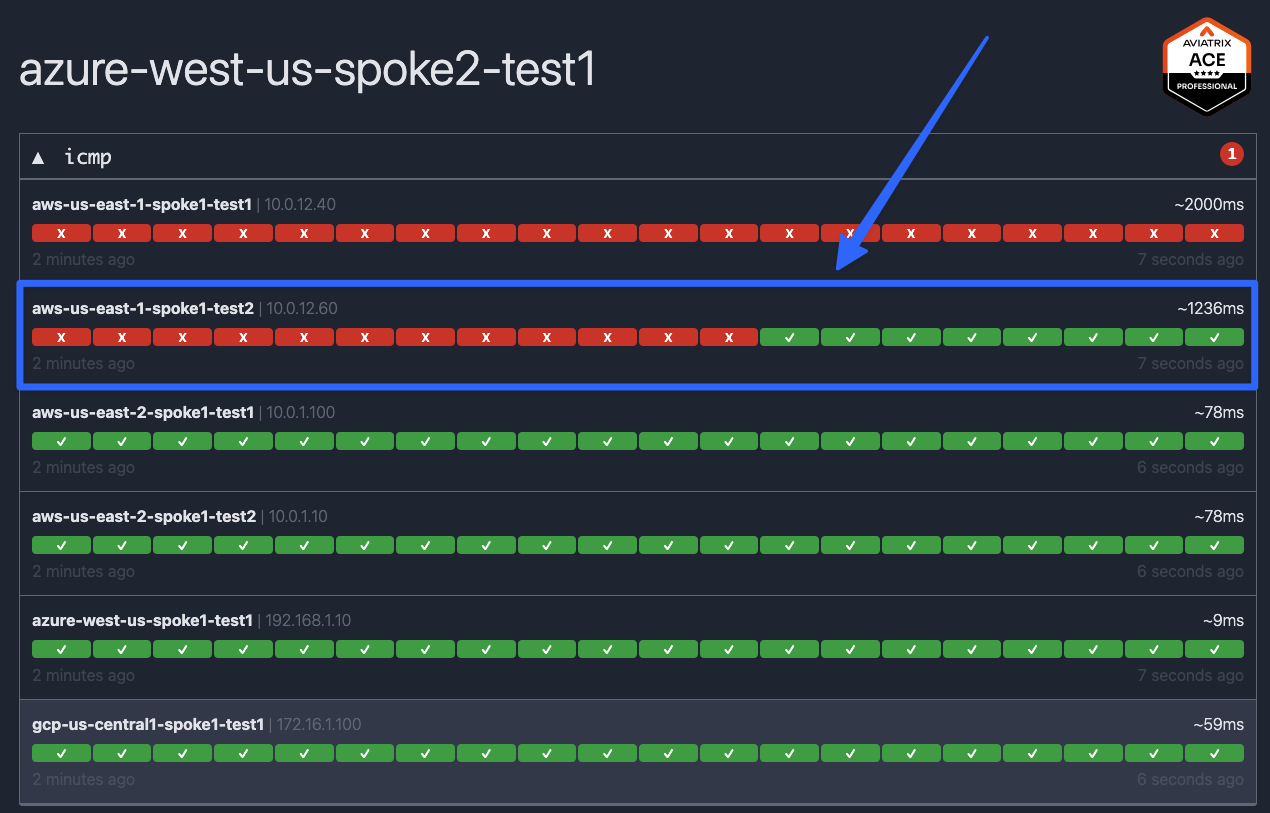 azure-west-us-spoke2-test1
AVIATRIX
ACE
PROFESSIONAL
▲ icmp 1
aws-us-east-1-spoke1-test1 | 10.0.12.40 ~2000ms
x x x x x x x x x x x x x x x x x x x x
2 minutes ago 7 seconds ago
aws-us-east-1-spoke1-test2 | 10.0.12.60 ~1236ms
x x x x x x x x x x x x ✓ ✓ ✓ ✓ ✓ ✓ ✓ ✓
2 minutes ago 7 seconds ago
aws-us-east-2-spoke1-test1 | 10.0.1.100 ~78ms
✓ ✓ ✓ ✓ ✓ ✓ ✓ ✓ ✓ ✓ ✓ ✓ ✓ ✓ ✓ ✓ ✓ ✓ ✓ ✓
2 minutes ago 6 seconds ago
aws-us-east-2-spoke1-test2 | 10.0.1.10 ~78ms
✓ ✓ ✓ ✓ ✓ ✓ ✓ ✓ ✓ ✓ ✓ ✓ ✓ ✓ ✓ ✓ ✓ ✓ ✓ ✓
2 minutes ago 6 seconds ago
azure-west-us-spoke1-test1 | 192.168.1.10 ~9ms
✓ ✓ ✓ ✓ ✓ ✓ ✓ ✓ ✓ ✓ ✓ ✓ ✓ ✓ ✓ ✓ ✓ ✓ ✓ ✓
2 minutes ago 7 seconds ago
gcp-us-central1-spoke1-test1 | 172.16.1.100 ~59ms
✓ ✓ ✓ ✓ ✓ ✓ ✓ ✓ ✓ ✓ ✓ ✓ ✓ ✓ ✓ ✓ ✓ ✓ ✓ ✓
2 minutes ago 6 seconds ago